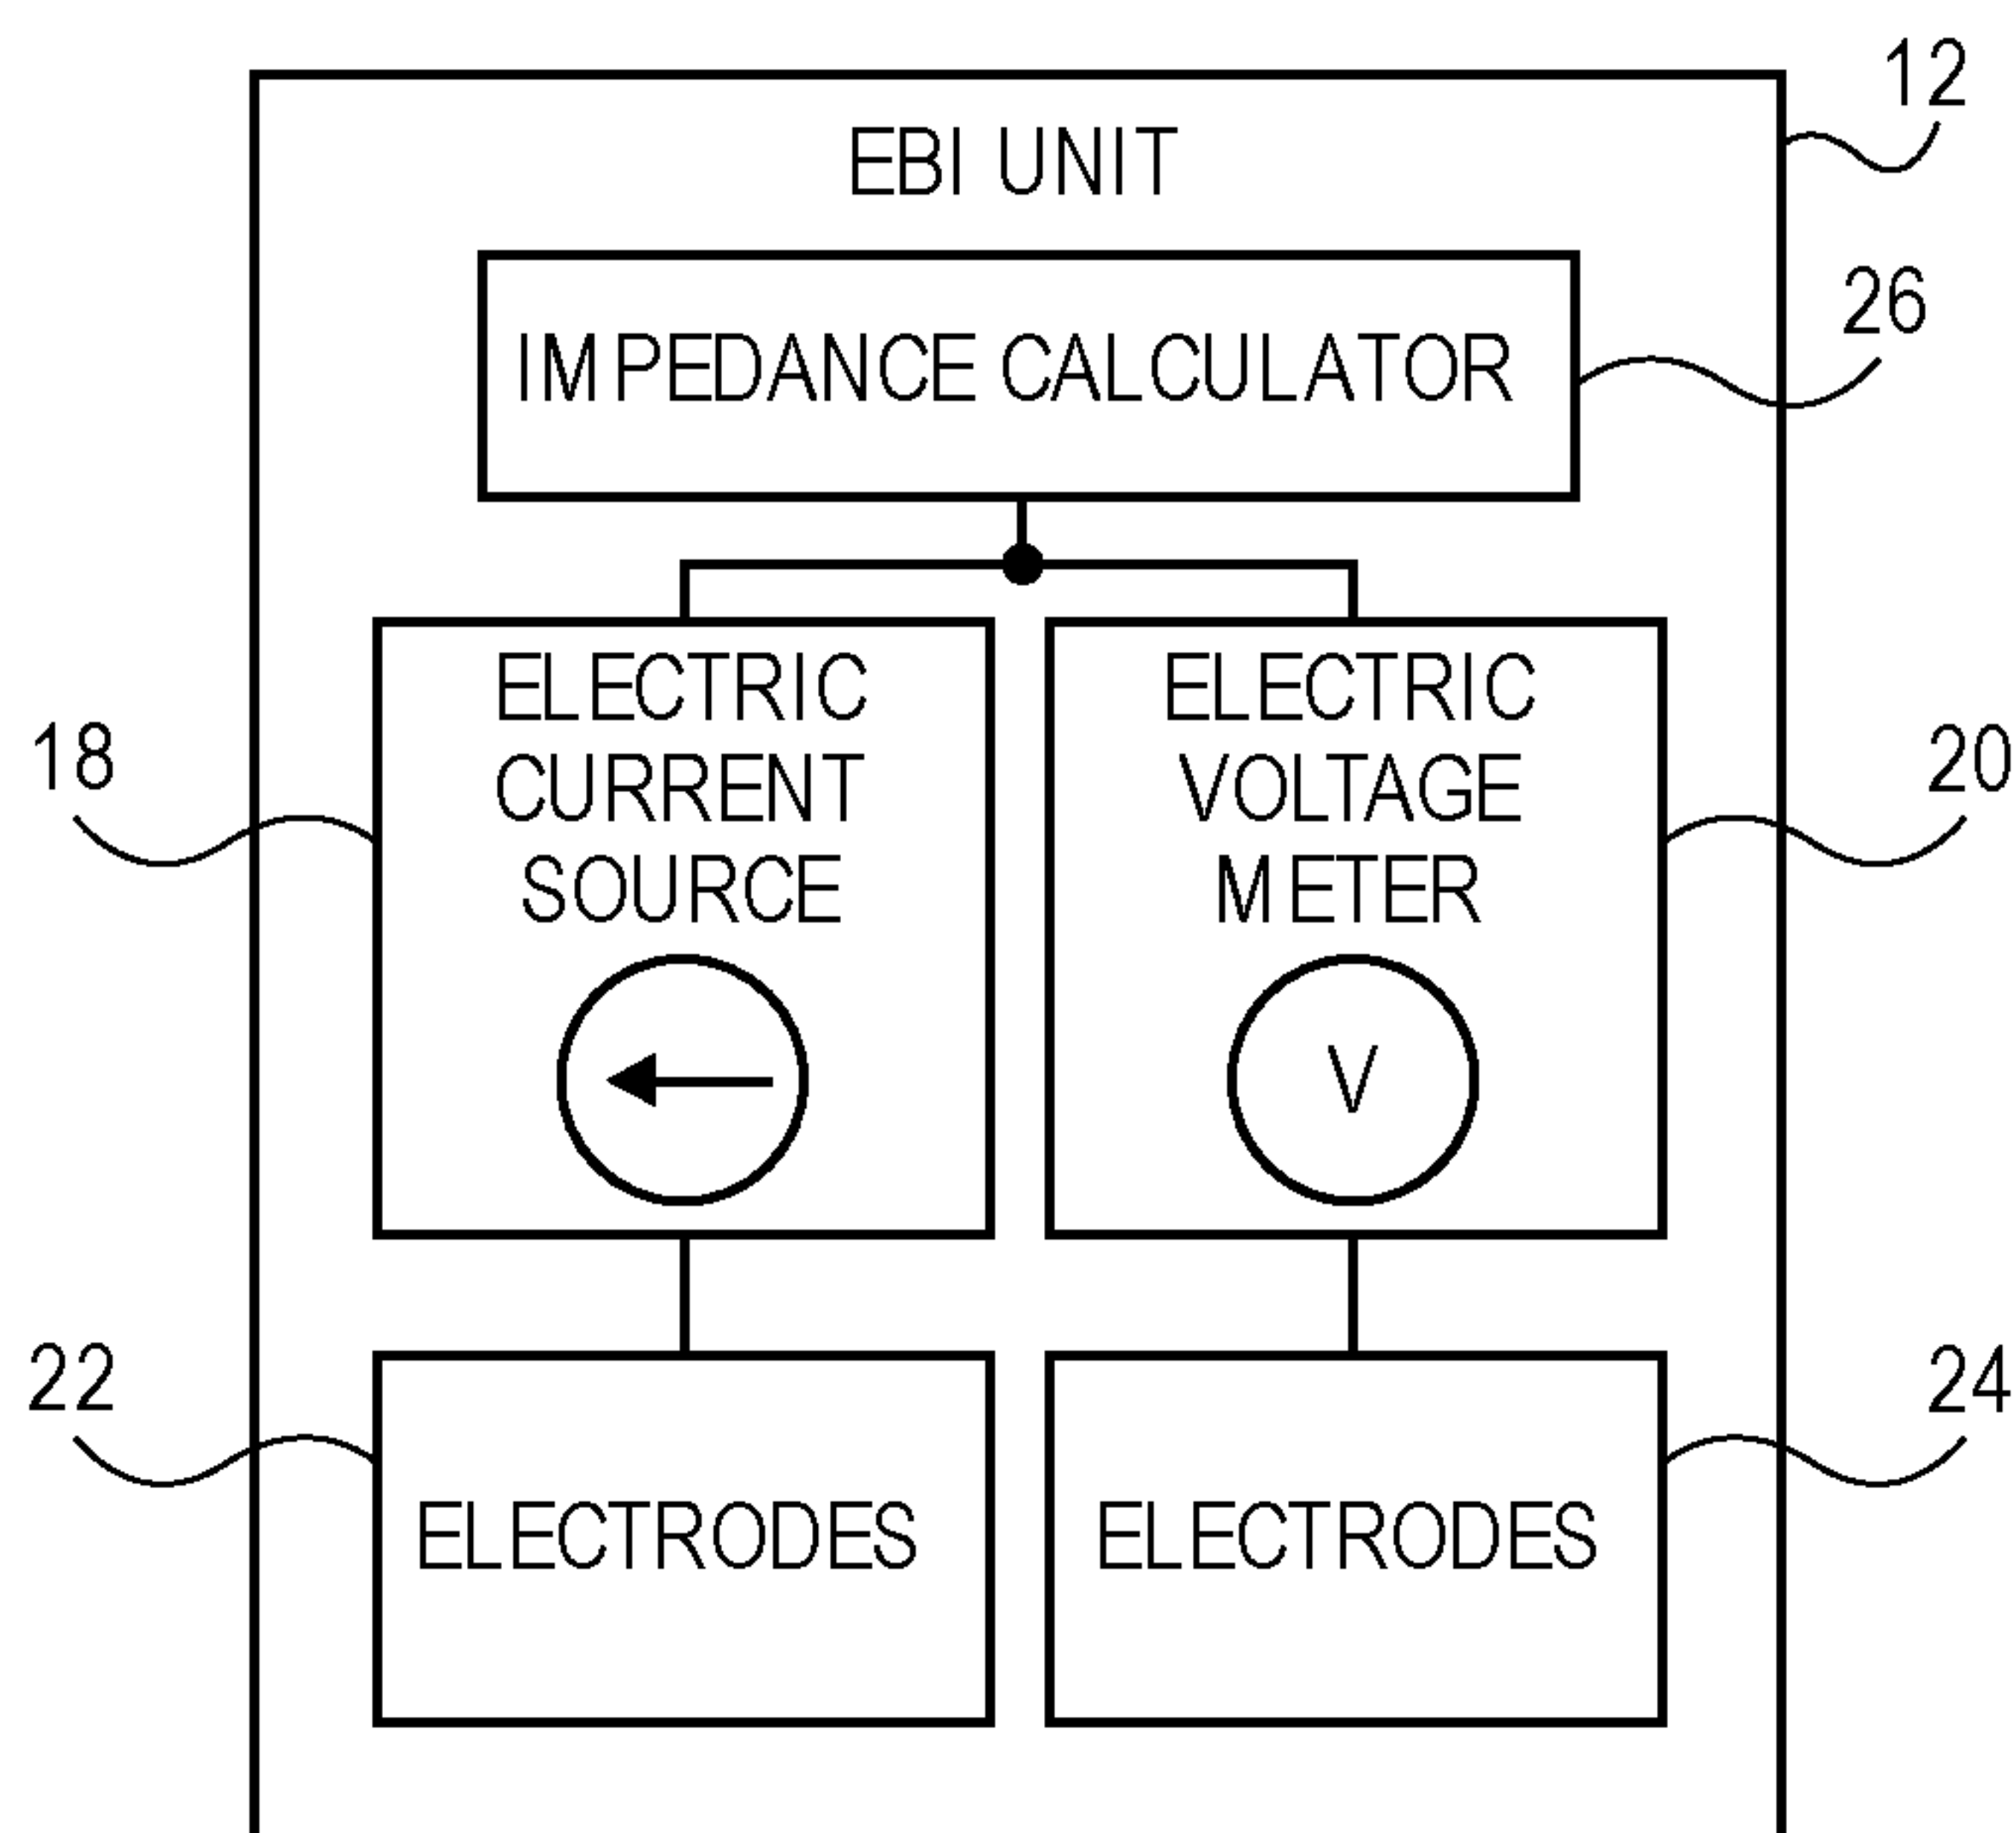 12
EBI UNIT
26
IMPEDANCE CALCULATOR
18
ELECTRIC
CURRENT
SOURCE
ELECTRIC
VOLTAGE
METER
V
20
22
ELECTRODES
ELECTRODES
24